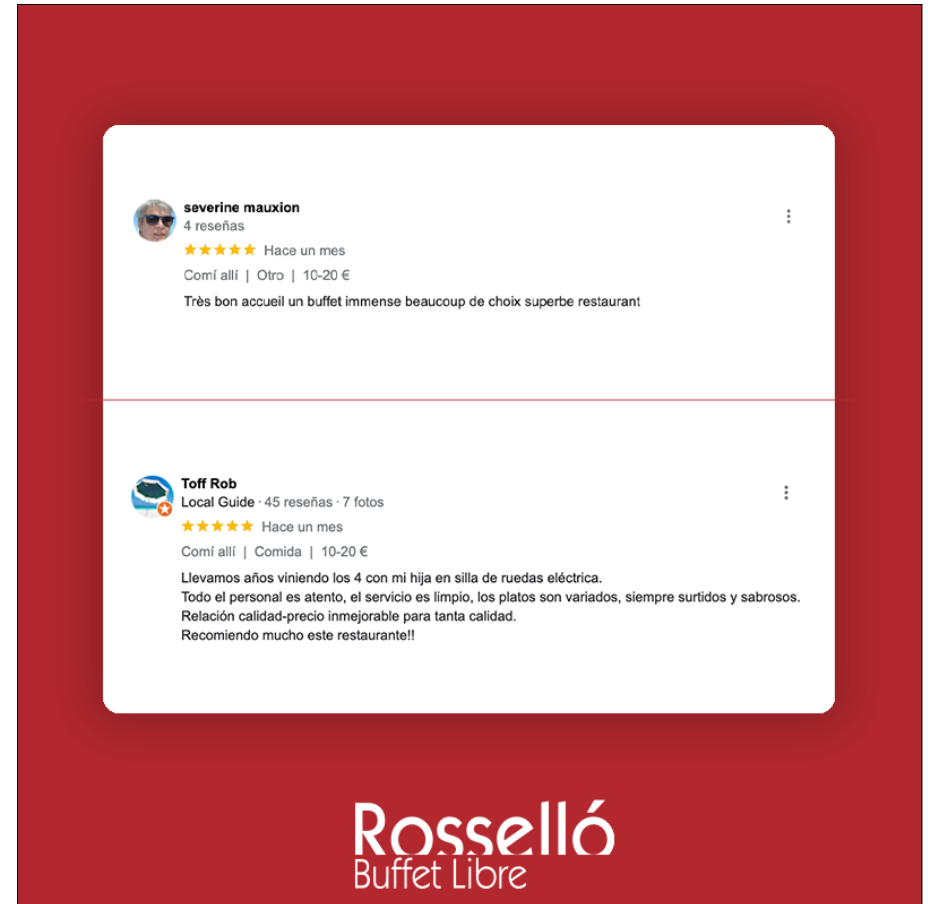 severine mauxion
4 reseñas
Hace un mes
Comí allí | Otro | 10-20 €
Très bon accueil un buffet immense beaucoup de choix superbe restaurant
Toff Rob
Local Guide · 45 reseñas · 7 fotos
Hace un mes
Comí allí | Comida | 10-20 €
Llevamos años viniendo los 4 con mi hija en silla de ruedas eléctrica.
Todo el personal es atento, el servicio es limpio, los platos son variados, siempre surtidos y sabrosos.
Relación calidad-precio inmejorable para tanta calidad.
Recomiendo mucho este restaurante!!
Rosselló
Buffet Libre